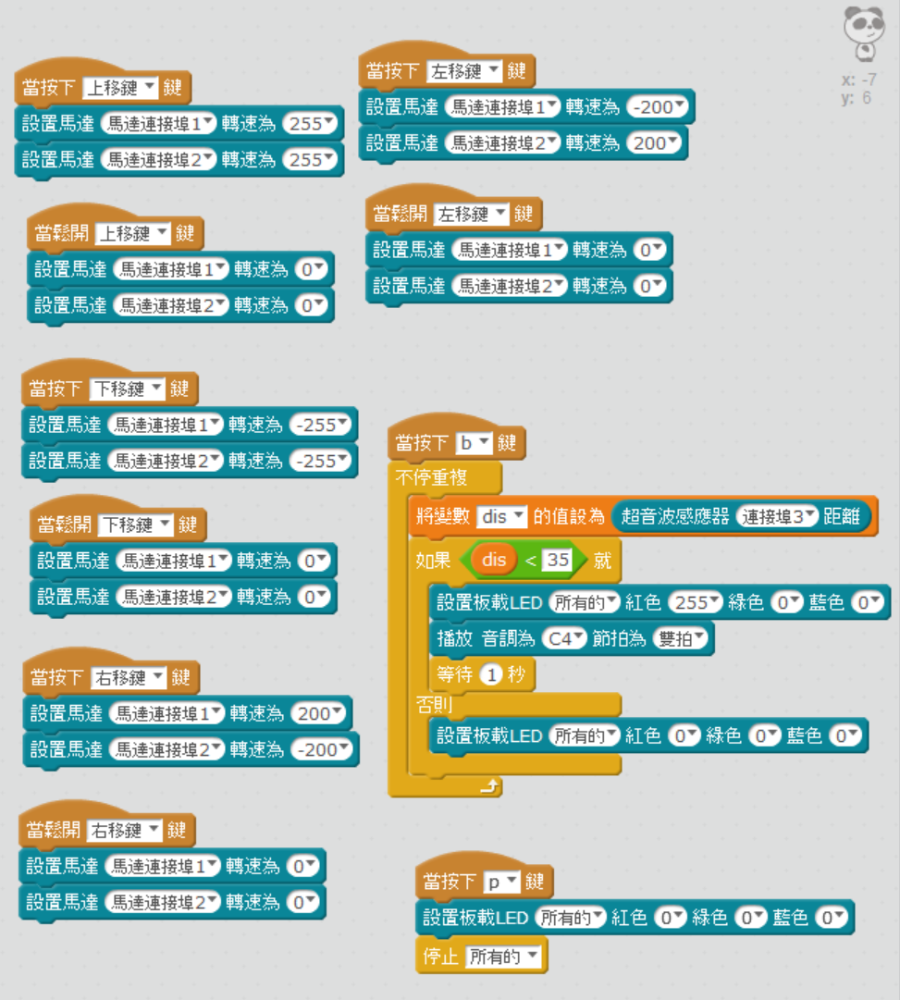 x: -7
y: 6
當按下 上移鍵 鍵
設置馬達 馬達連接埠1 轉速為 255
設置馬達 馬達連接埠2 轉速為 255
當鬆開 上移鍵 鍵
設置馬達 馬達連接埠1 轉速為 0
設置馬達 馬達連接埠2 轉速為 0
當按下 下移鍵 鍵
設置馬達 馬達連接埠1 轉速為 -255
設置馬達 馬達連接埠2 轉速為 -255
當鬆開 下移鍵 鍵
設置馬達 馬達連接埠1 轉速為 0
設置馬達 馬達連接埠2 轉速為 0
當按下 右移鍵 鍵
設置馬達 馬達連接埠1 轉速為 200
設置馬達 馬達連接埠2 轉速為 -200
當鬆開 右移鍵 鍵
設置馬達 馬達連接埠1 轉速為 0
設置馬達 馬達連接埠2 轉速為 0
當按下 左移鍵 鍵
設置馬達 馬達連接埠1 轉速為 -200
設置馬達 馬達連接埠2 轉速為 200
當鬆開 左移鍵 鍵
設置馬達 馬達連接埠1 轉速為 0
設置馬達 馬達連接埠2 轉速為 0
當按下 b 鍵
不停重複
將變數 dis 的值設為 超音波感應器 連接埠3 距離
如果 dis < 35 就
設置板載LED 所有的 紅色 255 綠色 0 藍色 0
播放 音調為 C4 節拍為 雙拍
等待 1 秒
否則
設置板載LED 所有的 紅色 0 綠色 0 藍色 0
當按下 p 鍵
設置板載LED 所有的 紅色 0 綠色 0 藍色 0
停止 所有的